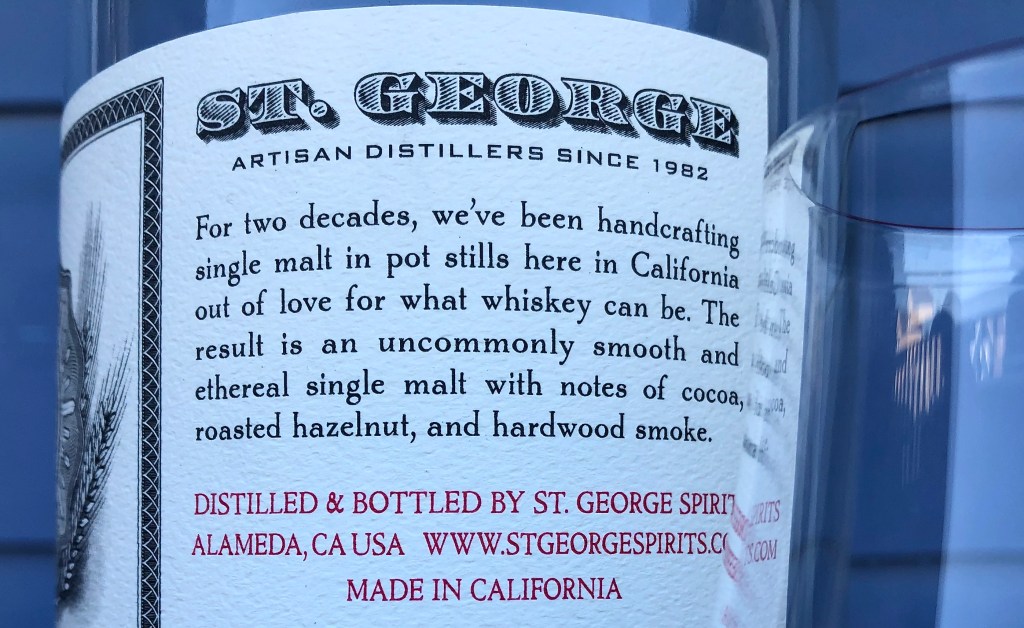 ST. GEORGE
ARTISAN DISTILLERS SINCE 1982
For two decades, we've been handcrafting
single malt in pot stills here in California
out of love for what whiskey can be. The
result is an uncommonly smooth and
ethereal single malt with notes of cocoa,
roasted hazelnut, and hardwood smoke.
DISTILLED & BOTTLED BY ST. GEORGE SPIRIT
ALAMEDA, CA USA WWW.STGEORGESPIRITS.CO
MADE IN CALIFORNIA